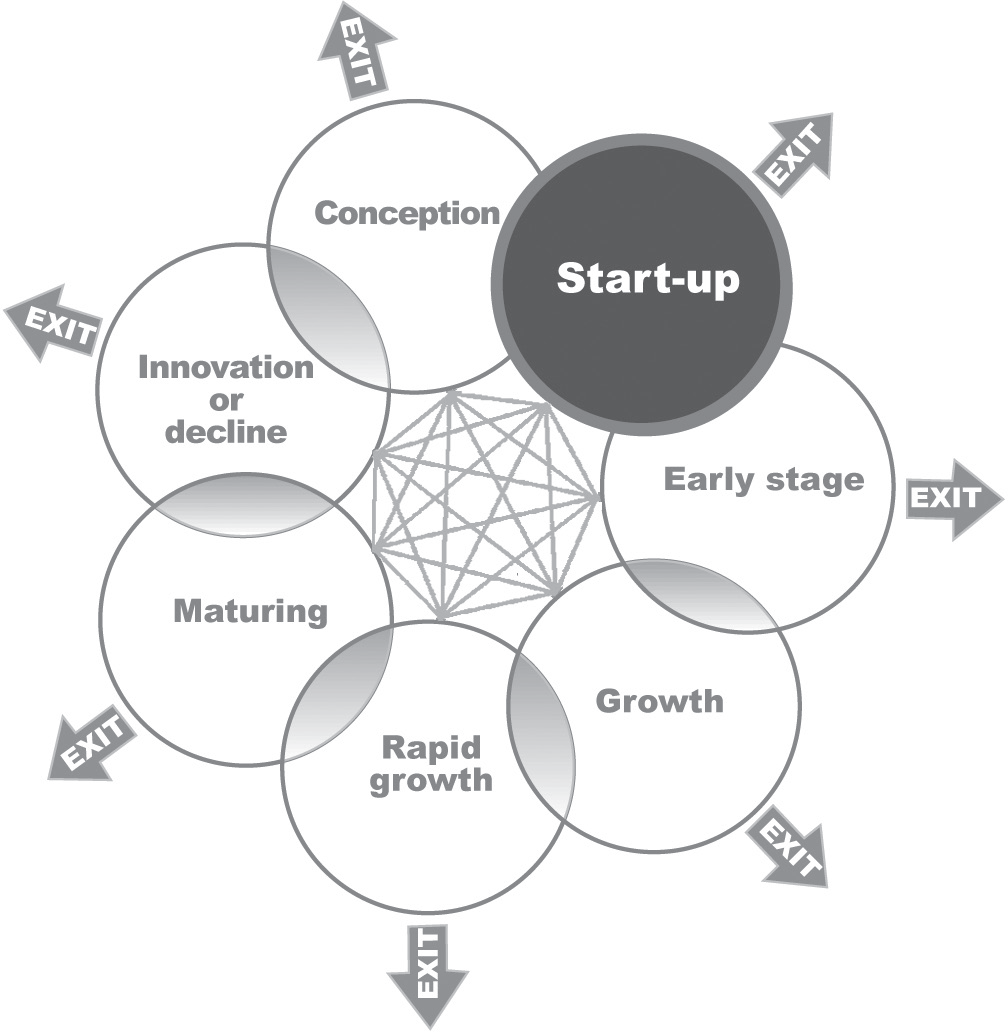 EXIT
EXIT
Conception
Start-up
EXIT
Innovation
or
decline
Early stage
EXIT
Maturing
Growth
EXIT
Rapid
growth
EXIT
EXIT